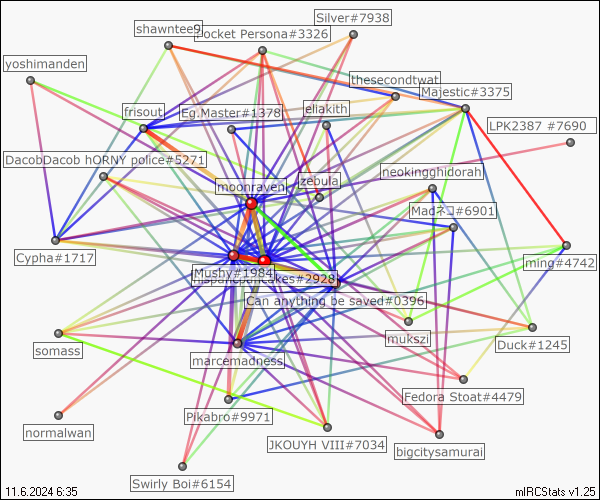 Silver#7938
shawntee9
Pocket Persona#3326
yoshimanden
thesecondtwat
Majestic#3375
frisout
Eg.Master#1378
eliakith
LPK2387 #7690
DacobDacob hORNY police#5271
neokingghidorah
moonraven
zebula
Madネコ#6901
Cypha#1717
ming#4742
Mushy#1984
hispanicpancakes#2928
Can anything be saved#0396
mukszi
Duck#1245
somass
marcemadness
Fedora Stoat#4479
Pikabro#9971
normalwan
JKOUYH VIII#7034
bigcitysamurai
Swirly Boi#6154
11.6.2024 6:35
mIRCStats v1.25